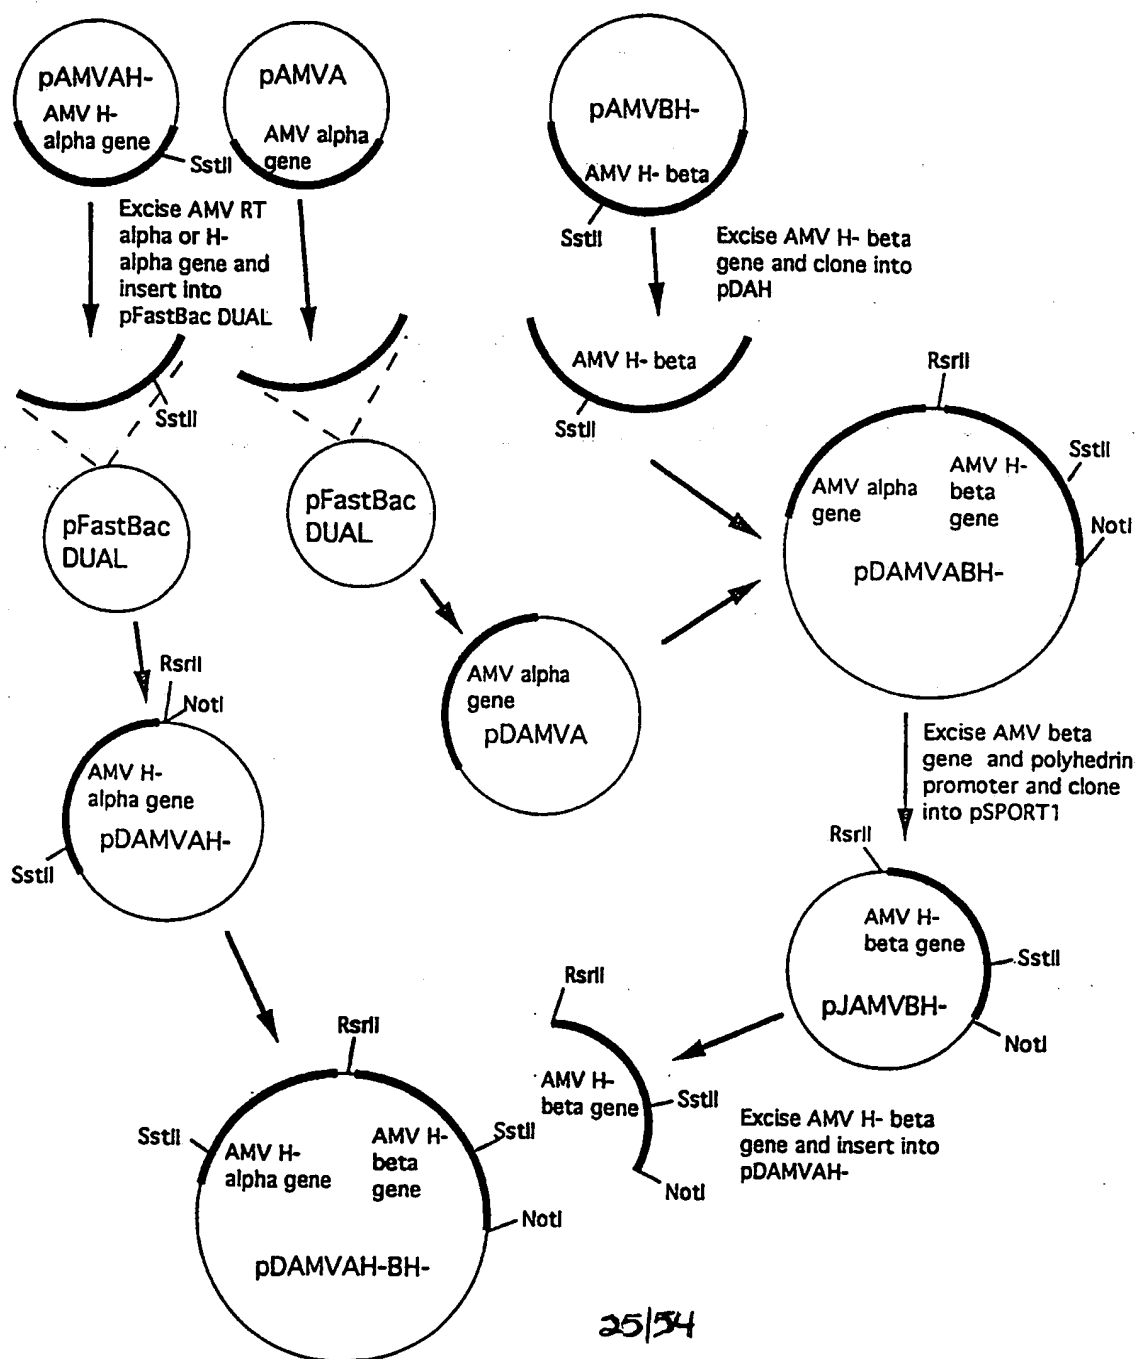 pAMVAH-
AMV H-
alpha gene
SstII
pAMVA
AMV alpha
gene
pAMVBH-
AMV H- beta
SstII
Excise AMV RT
alpha or H-
alpha gene and
insert into
pFastBac DUAL
Excise AMV H- beta
gene and clone into
pDAH
SstII
AMV H- beta
SstII
pFastBac
DUAL
pFastBac
DUAL
RsrII
AMV alpha
gene
AMV H-
beta
gene
SstII
NotI
pDAMVABH-
RsrII
NotI
AMV H-
alpha gene
pDAMVAH-
SstII
AMV alpha
gene
pDAMVA
Excise AMV beta
gene and polyhedrin
promoter and clone
into pSPORT1
RsrII
AMV H-
beta gene
SstII
pJAMVBH-
NotI
RsrII
AMV H-
beta gene
SstII
NotI
Excise AMV H- beta
gene and insert into
pDAMVAH-
RsrII
SstII
AMV H-
alpha gene
AMV H-
beta
gene
SstII
NotI
pDAMVAH-BH-
25/54